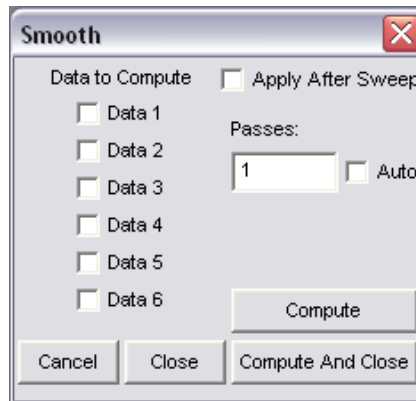 Smooth
Data to Compute
Apply After Sweep
Data 1
Data 2
Data 3
Data 4
Data 5
Data 6
Passes:
1
Auto
Compute
Cancel
Close
Compute And Close